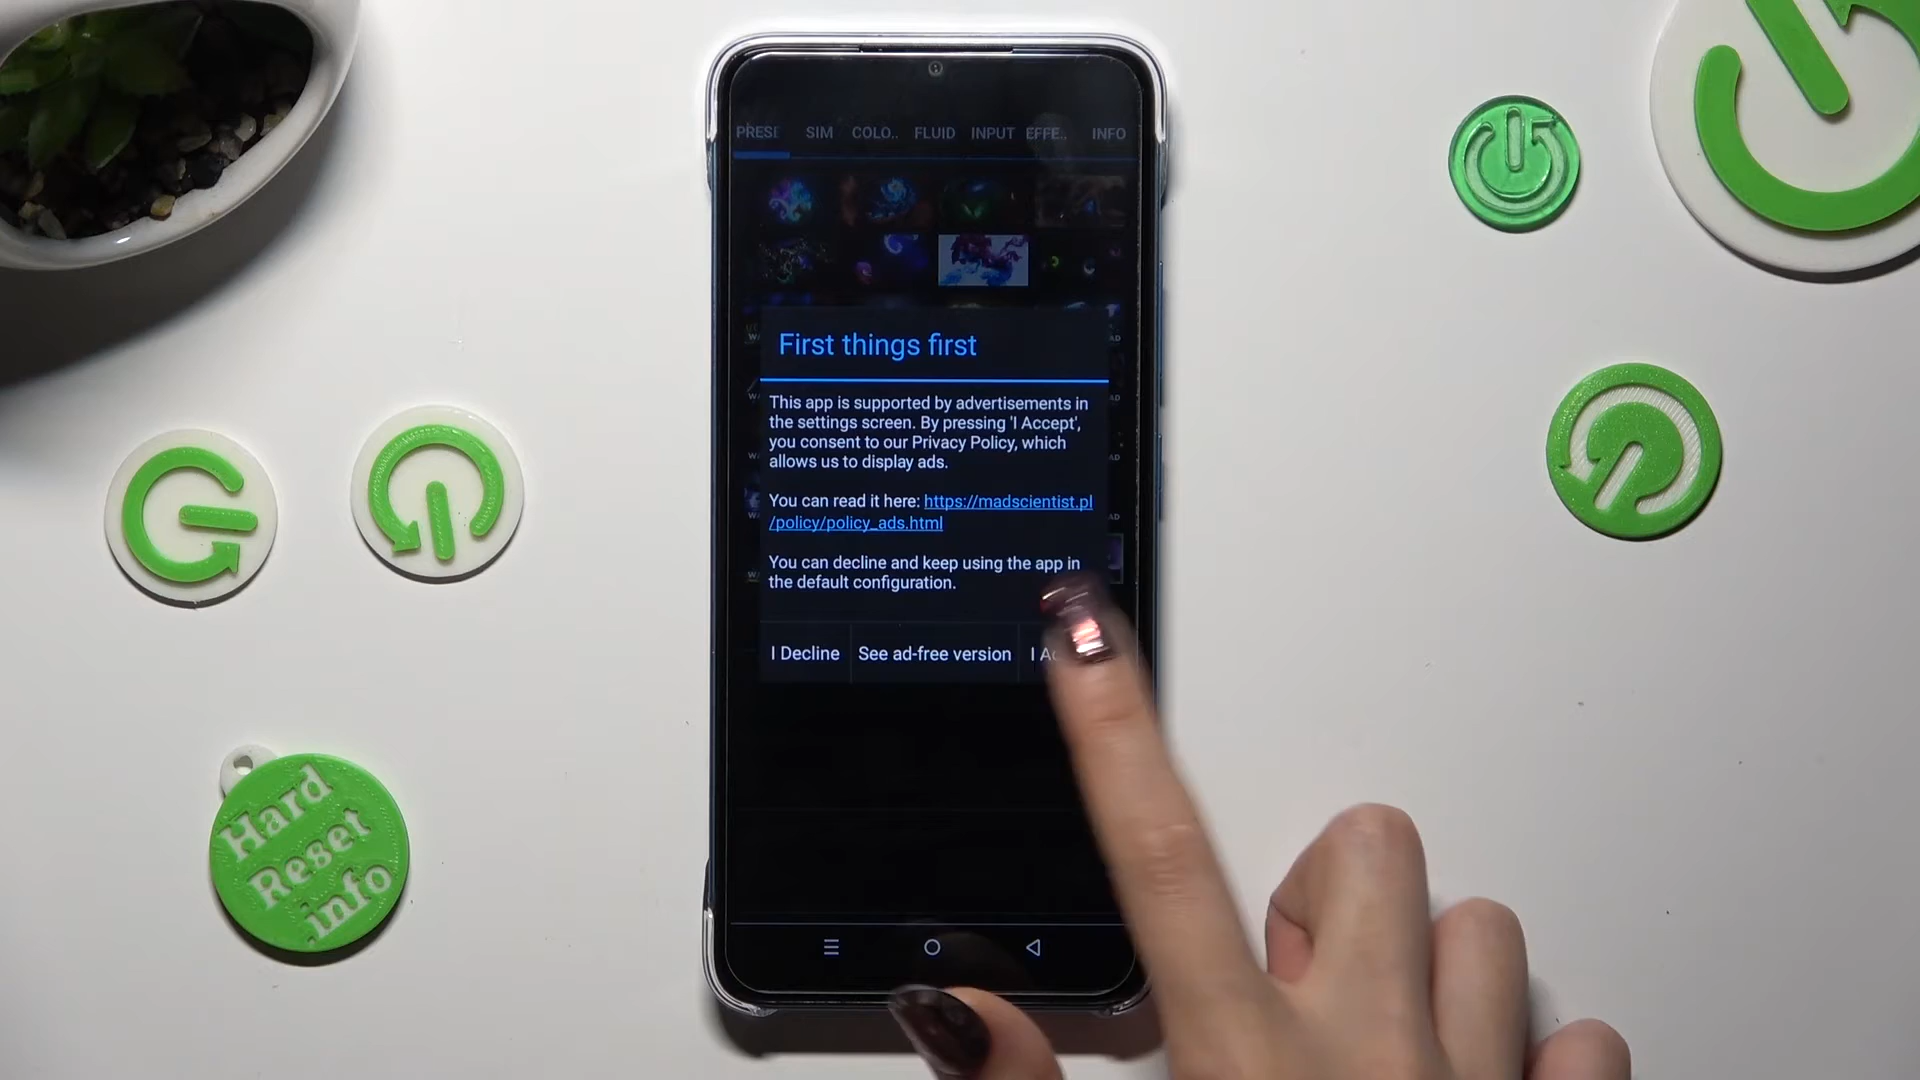 PRESE SIM COLO.. FLUID INPUT EFFE.. INFO
First things first
This app is supported by advertisements in
the settings screen. By pressing 'I Accept',
you consent to our Privacy Policy, which
allows us to display ads.
You can read it here: https://madscientist.pl
/policy/policy_ads.html
You can decline and keep using the app in
the default configuration.
I Decline
See ad-free version
I Ac
Hard
Reset
.info